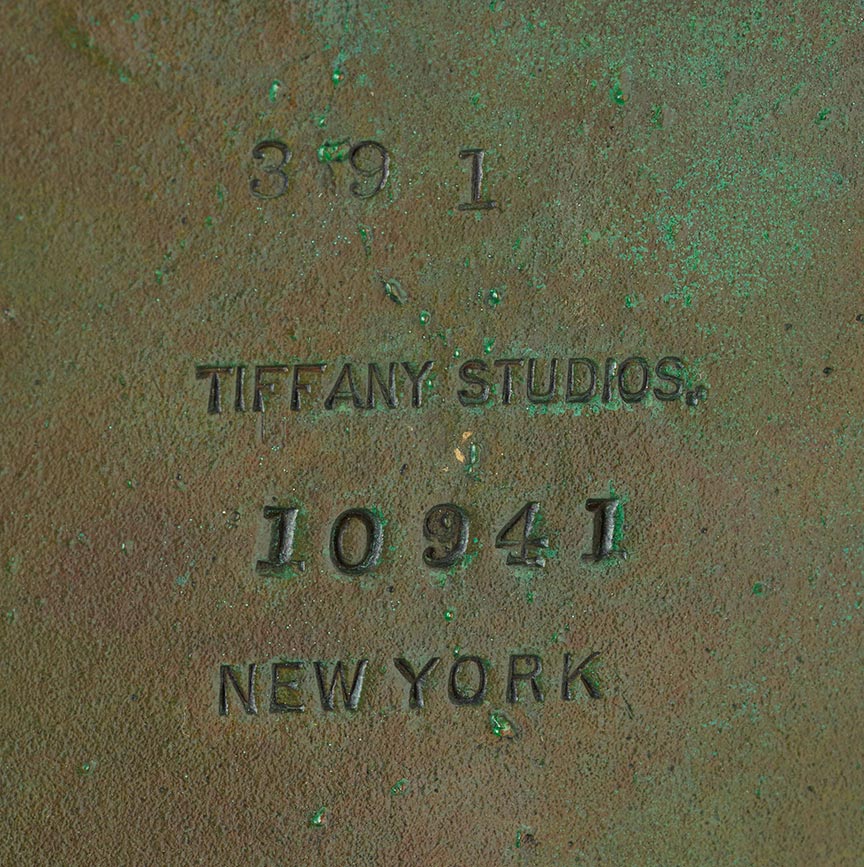 391
TIFFANY STUDIOS.
10941
NEW YORK